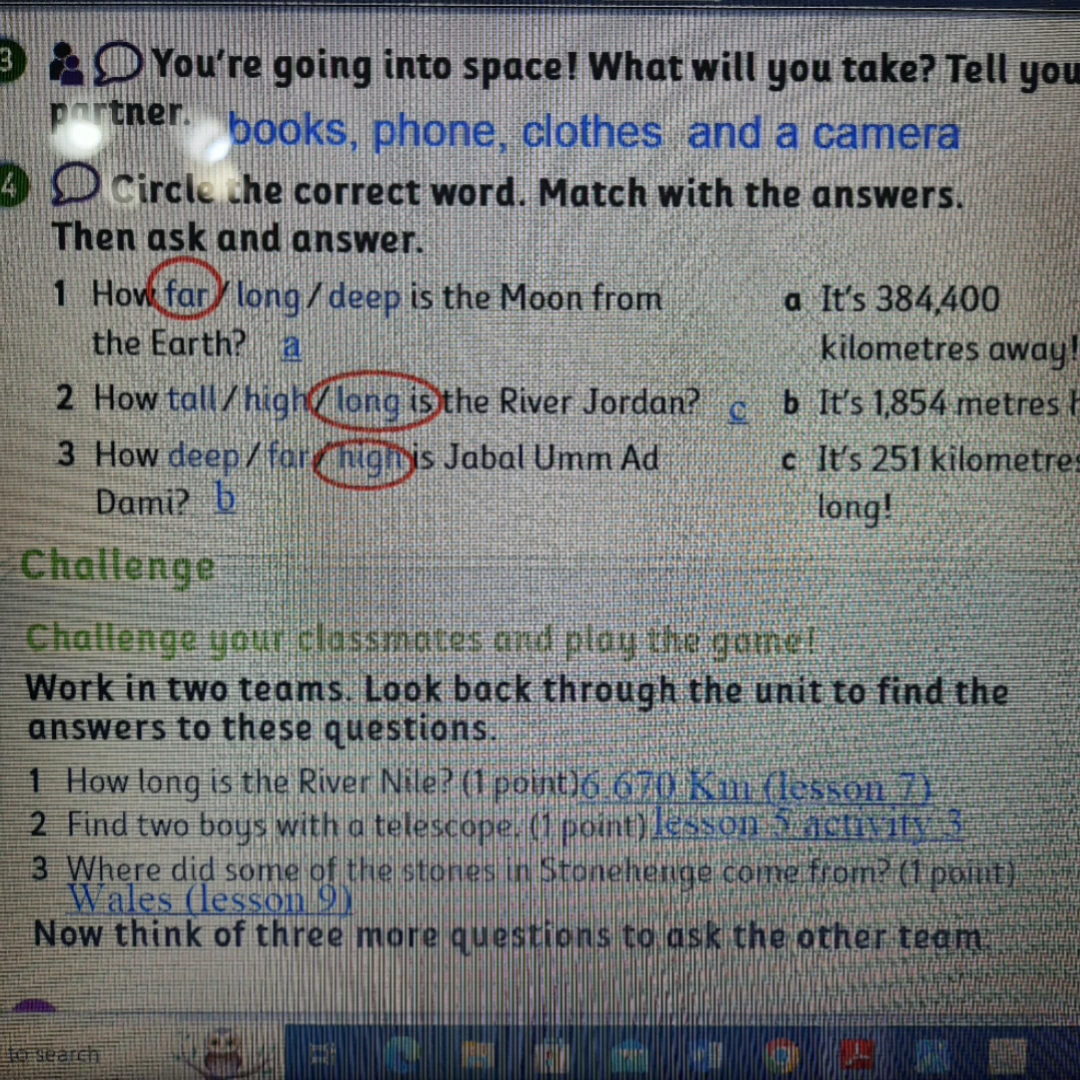 3 You're going into space! What will you take? Tell you
partner. books, phone, clothes and a camera
4 Circle the correct word. Match with the answers.
Then ask and answer.
1 How far / long / deep is the Moon from
the Earth? a
a It's 384,400
kilometres away!
2 How tall / high / long is the River Jordan? c
b It's 1,854 metres h
3 How deep / far / high is Jabal Umm Ad
Dami? b
c It's 251 kilometres
long!
Challenge
Challenge your classmates and play the game!
Work in two teams. Look back through the unit to find the
answers to these questions.
1 How long is the River Nile? (1 point) 6 670 Km (lesson 7)
2 Find two boys with a telescope. (1 point) lesson 5 activity 3
3 Where did some of the stones in Stonehenge come from? (1 point)
Wales (lesson 9)
Now think of three more questions to ask the other team.
to search